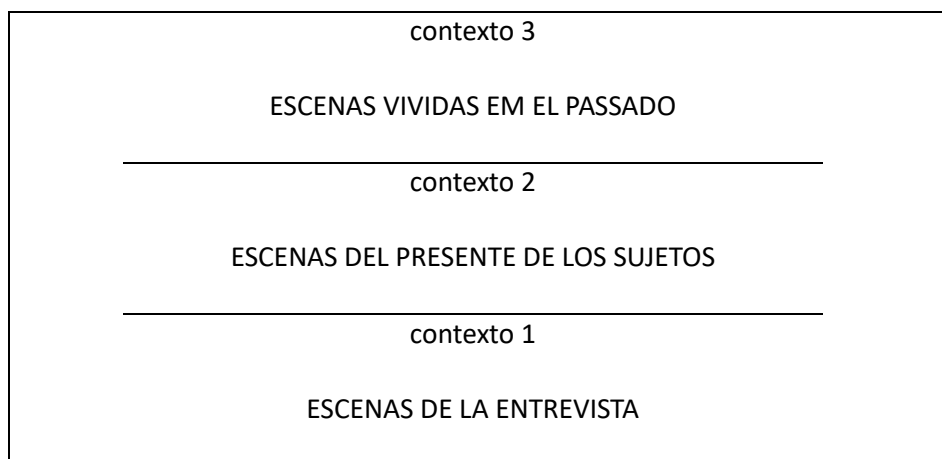 contexto 3
ESCENAS VIVIDAS EM EL PASSADO
contexto 2
ESCENAS DEL PRESENTE DE LOS SUJETOS
contexto 1
ESCENAS DE LA ENTREVISTA